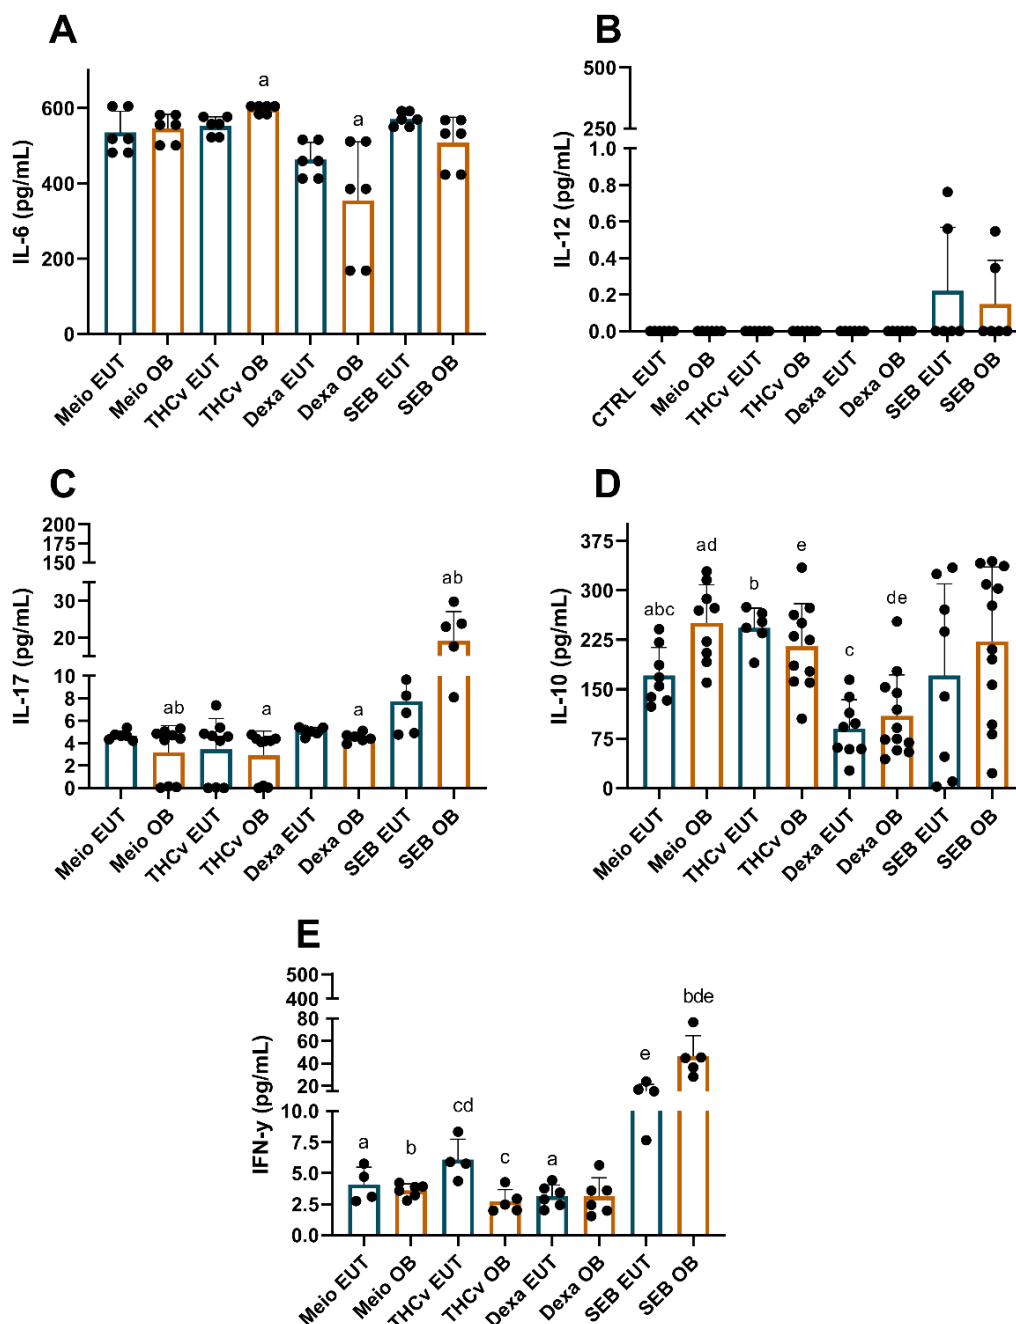 A
IL-6 (pg/mL)
600
400
200
0
a
a
Meio EUT
Meio OB
THCv EUT
THCv OB
Dexa EUT
Dexa OB
SEB EUT
SEB OB
B
IL-12 (pg/mL)
500
250
1.0
0.8
0.6
0.4
0.2
0.0
CTRL EUT
Meio OB
THCv EUT
THCv OB
Dexa EUT
Dexa OB
SEB EUT
SEB OB
C
IL-17 (pg/mL)
200
150
30
20
10
8
6
4
2
0
ab
a
a
ab
Meio EUT
Meio OB
THCv EUT
THCv OB
Dexa EUT
Dexa OB
SEB EUT
SEB OB
D
IL-10 (pg/mL)
375
300
225
150
75
0
abc
ad
b
e
c
de
Meio EUT
Meio OB
THCv EUT
THCv OB
Dexa EUT
Dexa OB
SEB EUT
SEB OB
E
IFN-y (pg/mL)
500
400
80
60
40
20
10.0
7.5
5.0
2.5
0.0
a
b
cd
c
a
e
bde
Meio EUT
Meio OB
THCv EUT
THCv OB
Dexa EUT
Dexa OB
SEB EUT
SEB OB